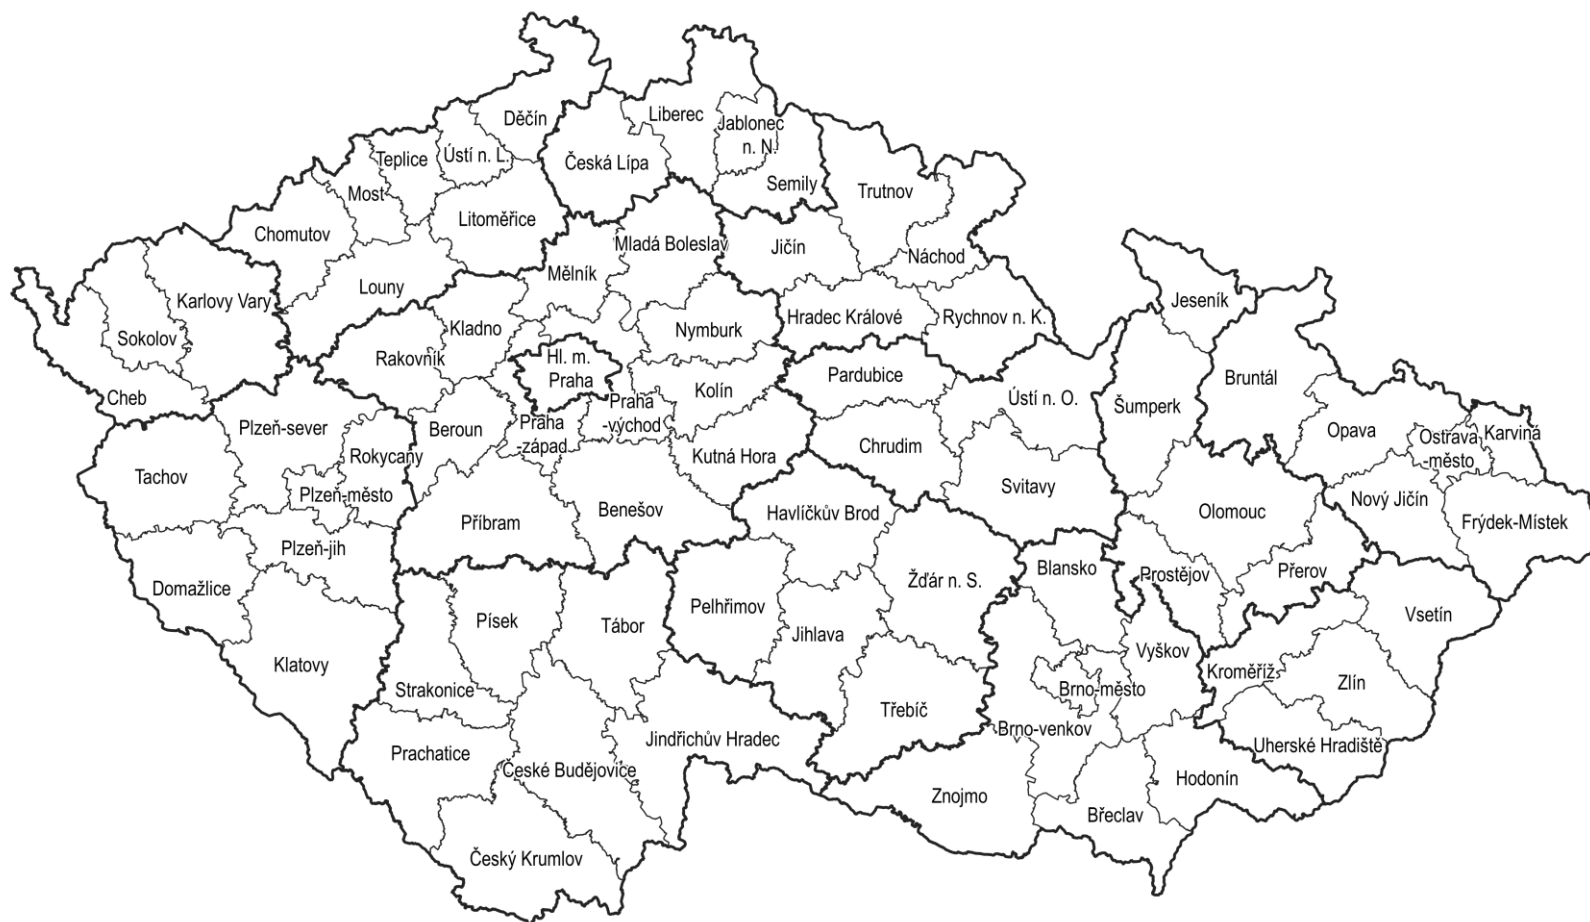 Děčín
Liberec
Jablonec
n. N.
Teplice
Ústí n. L.
Česká Lípa
Semily
Trutnov
Most
Litoměřice
Chomutov
Mladá Boleslav
Jičín
Náchod
Mělník
Louny
Karlovy Vary
Jeseník
Sokolov
Kladno
Nymburk
Hradec Králové
Rychnov n. K.
Rakovník
Hl. m.
Praha
Kolín
Pardubice
Bruntál
Cheb
Ústí n. O.
Šumperk
Plzeň-sever
Beroun
Praha
-západ
Praha
-východ
Chrudim
Opava
Ostrava
-město
Karviná
Rokycany
Kutná Hora
Tachov
Plzeň-město
Svitavy
Nový Jičín
Příbram
Benešov
Havlíčkův Brod
Olomouc
Frýdek-Místek
Plzeň-jih
Domažlice
Blansko
Prostějov
Přerov
Žďár n. S.
Pelhřimov
Vsetín
Písek
Tábor
Jihlava
Vyškov
Klatovy
Kroměříž
Zlín
Strakonice
Brno-město
Třebíč
Brno-venkov
Jindřichův Hradec
Uherské Hradiště
Prachatice
České Budějovice
Hodonín
Znojmo
Břeclav
Český Krumlov